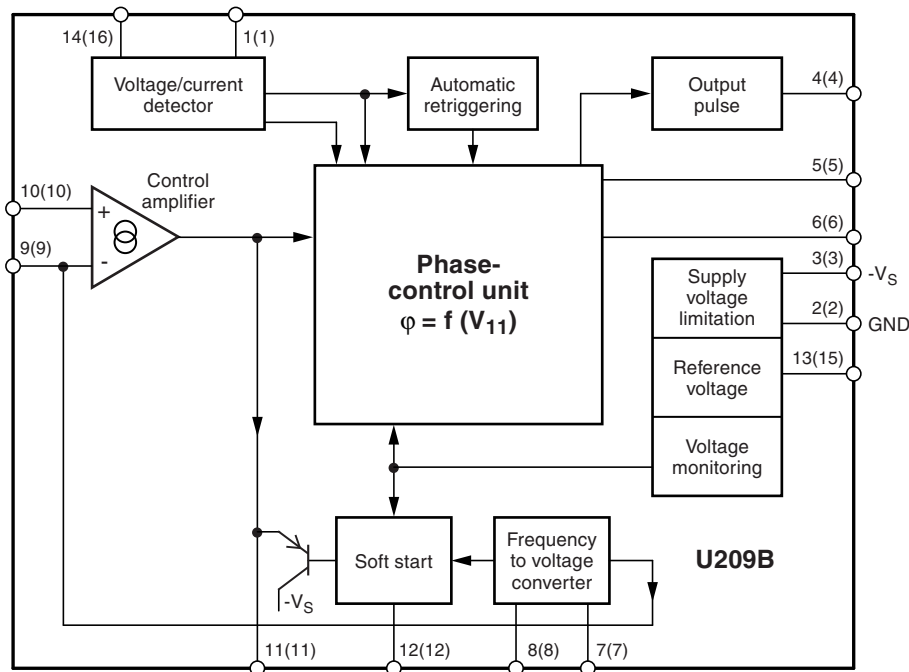 14(16)
1(1)
Voltage/current
detector
Automatic
retriggering
Output
pulse
4(4)
5(5)
10(10)
Control
amplifier
+
6(6)
9(9)
-
Phase-
control unit
φ = f (V11)
3(3)
-VS
Supply
voltage
limitation
2(2)
GND
13(15)
Reference
voltage
Voltage
monitoring
Soft start
Frequency
to voltage
converter
U209B
-VS
11(11)
12(12)
8(8)
7(7)